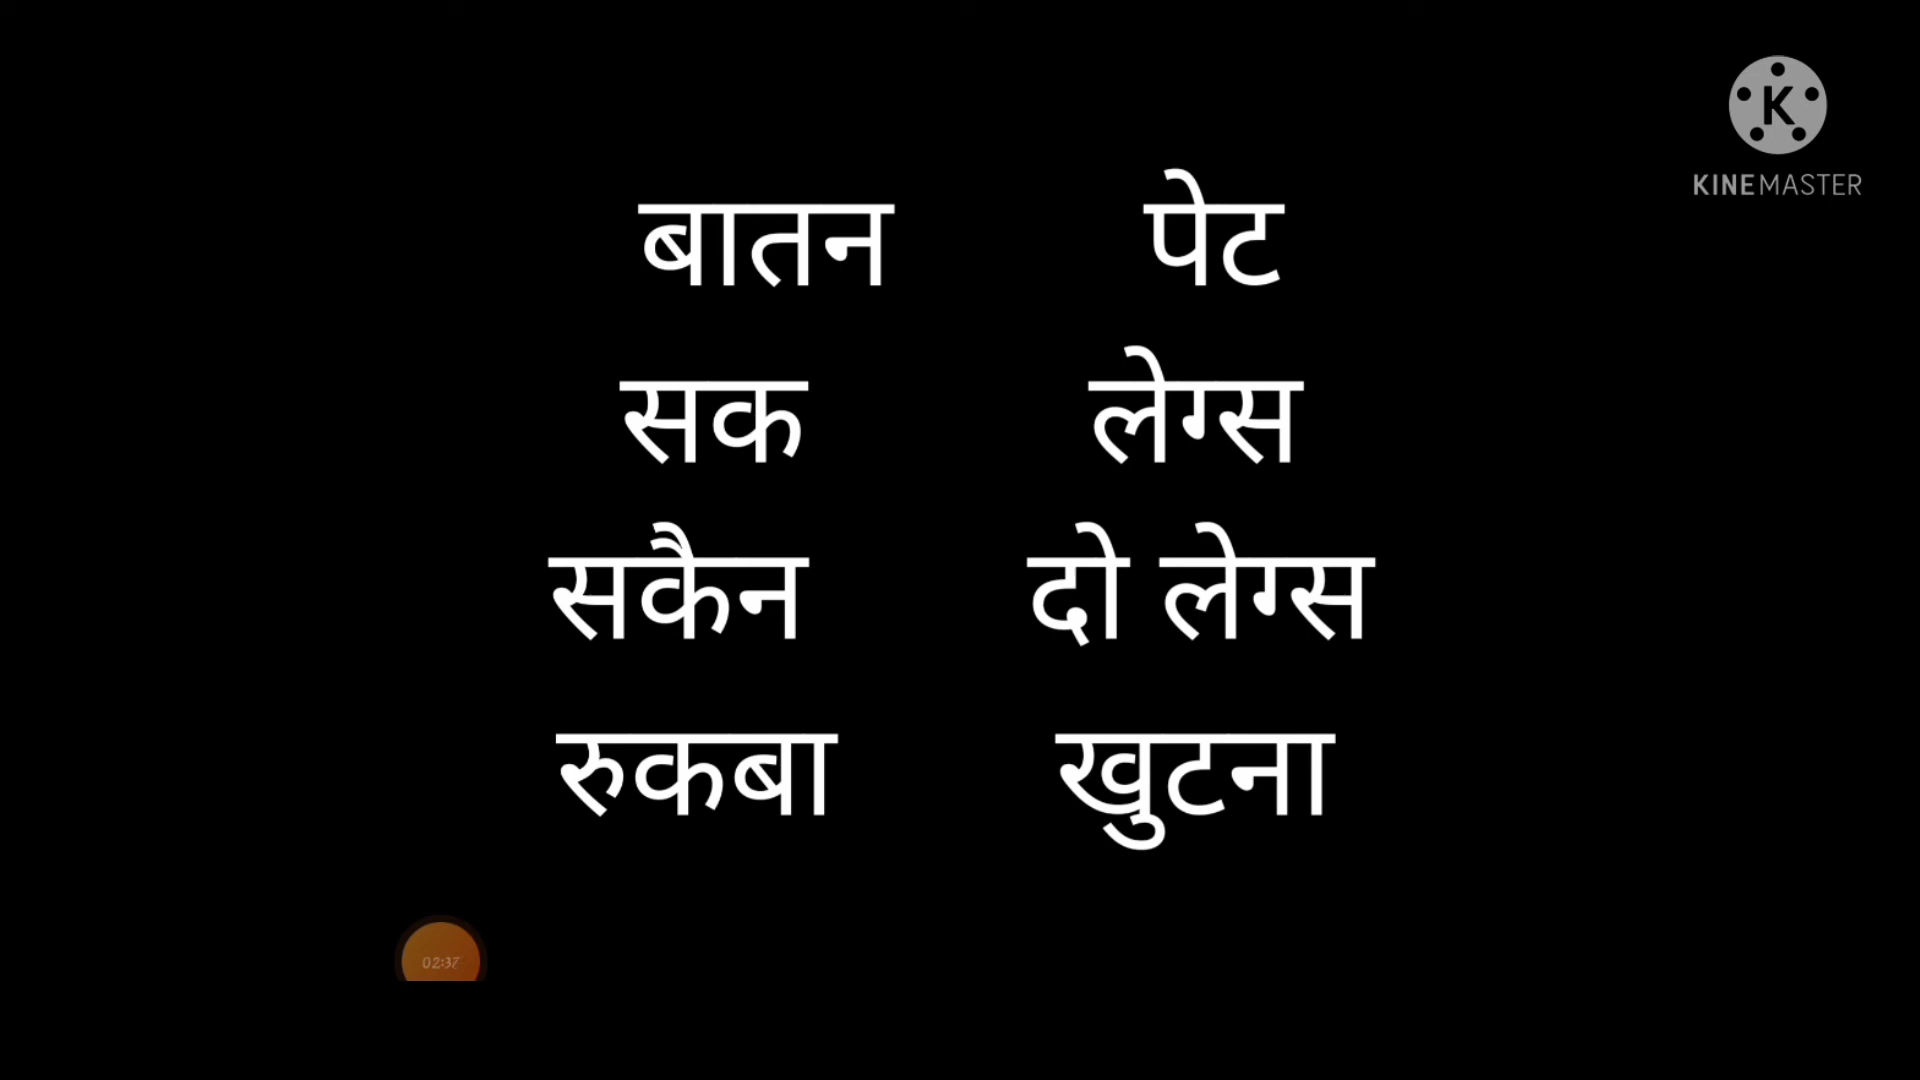 K
KINEMASTER
बातन पेट
सक लेग्स
सकैन दो लेग्स
रुकबा खुटना
02:37